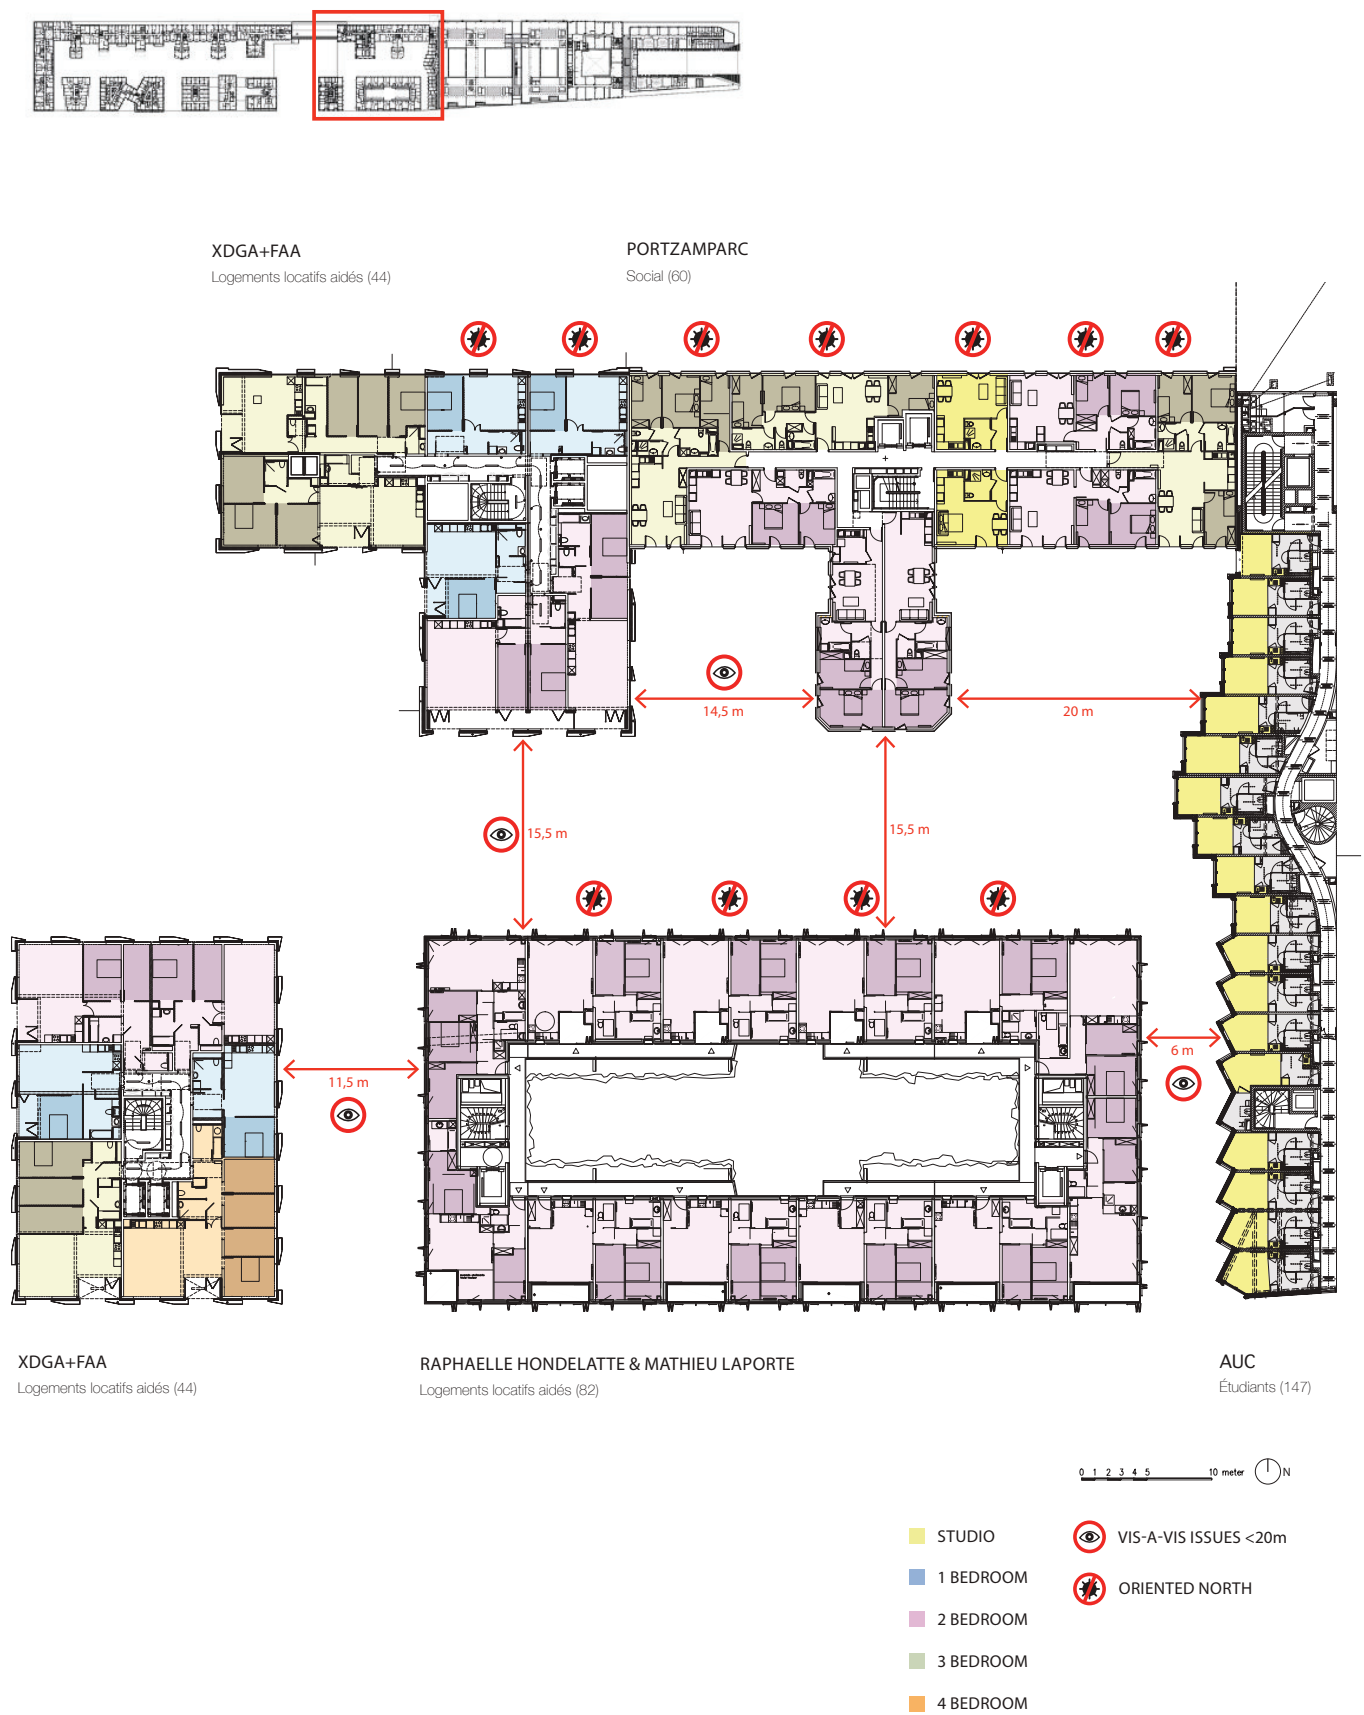 XDGA+FAA
Logements locatifs aidés (44)
PORTZAMPARC
Social (60)
14,5 m
20 m
15,5 m
15,5 m
11,5 m
6 m
XDGA+FAA
Logements locatifs aidés (44)
RAPHAELLE HONDELATTE & MATHIEU LAPORTE
Logements locatifs aidés (82)
AUC
Étudiants (147)
0 1 2 3 4 5 10 meter N
STUDIO
1 BEDROOM
2 BEDROOM
3 BEDROOM
4 BEDROOM
VIS-A-VIS ISSUES <20m
ORIENTED NORTH